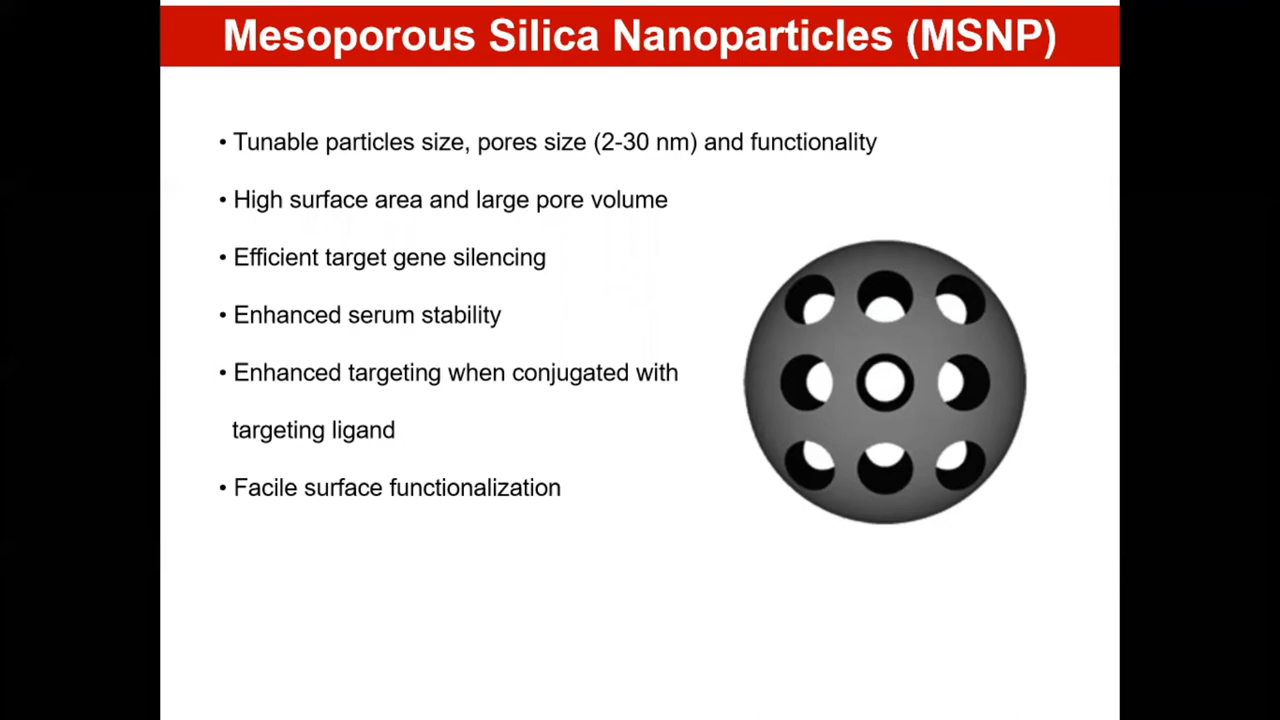 Mesoporous Silica Nanoparticles (MSNP)
• Tunable particles size, pores size (2-30 nm) and functionality
• High surface area and large pore volume
• Efficient target gene silencing
• Enhanced serum stability
• Enhanced targeting when conjugated with
targeting ligand
• Facile surface functionalization